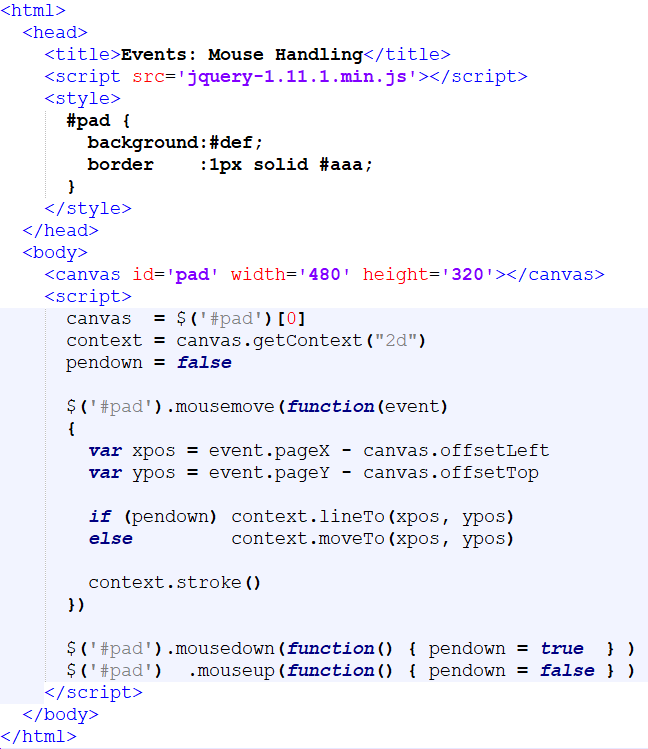 <html>
  <head>
    <title>Events: Mouse Handling</title>
    <script src='jquery-1.11.1.min.js'></script>
    <style>
      #pad {
        background:#def;
        border    :1px solid #aaa;
      }
    </style>
  </head>
  <body>
    <canvas id='pad' width='480' height='320'></canvas>
    <script>
      canvas  = $('#pad')[0]
      context = canvas.getContext("2d")
      pendown = false

      $('#pad').mousemove(function(event)
      {
        var xpos = event.pageX - canvas.offsetLeft
        var ypos = event.pageY - canvas.offsetTop

        if (pendown) context.lineTo(xpos, ypos)
        else         context.moveTo(xpos, ypos)

        context.stroke()
      })

      $('#pad').mousedown(function() { pendown = true  } )
      $('#pad')  .mouseup(function() { pendown = false } )
    </script>
  </body>
</html>